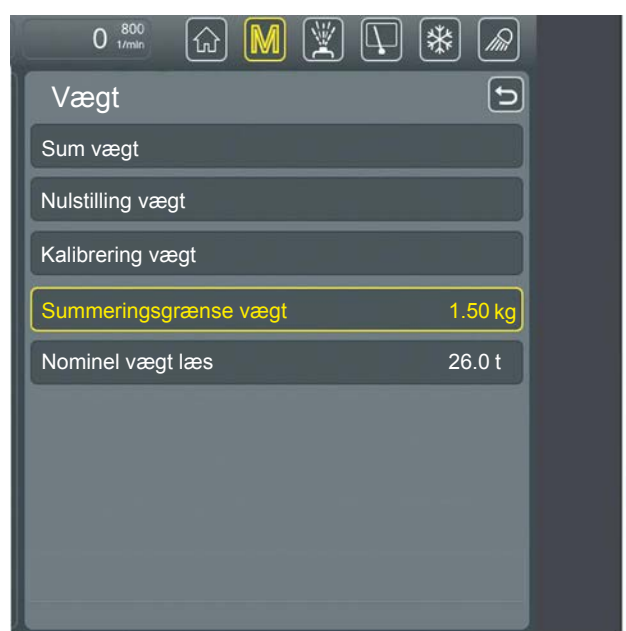 0 800 1/min M
Vægt
Sum vægt
Nulstilling vægt
Kalibrering vægt
Summeringsgrænse vægt 1.50 kg
Nominel vægt læs 26.0 t